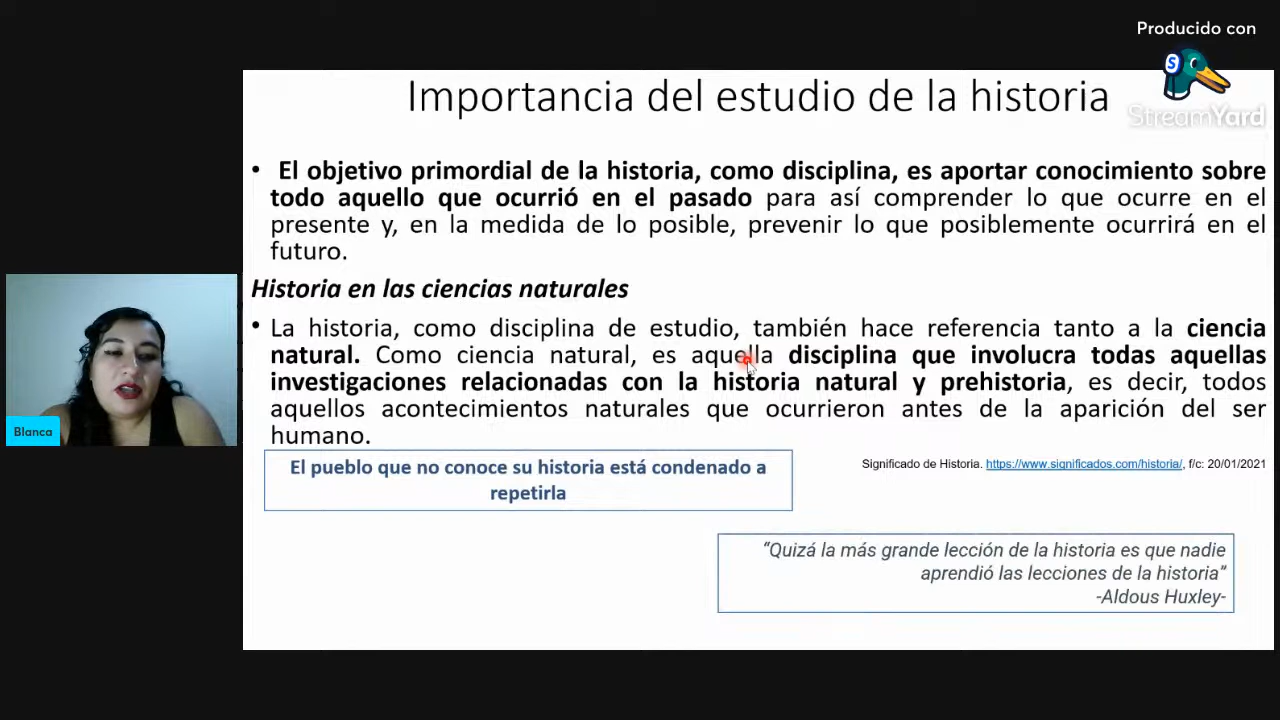 Producido con
StreamYard
Importancia del estudio de la historia
• El objetivo primordial de la historia, como disciplina, es aportar conocimiento sobre
todo aquello que ocurrió en el pasado para así comprender lo que ocurre en el
presente y, en la medida de lo posible, prevenir lo que posiblemente ocurrirá en el
futuro.
Historia en las ciencias naturales
• La historia, como disciplina de estudio, también hace referencia tanto a la ciencia
natural. Como ciencia natural, es aquella disciplina que involucra todas aquellas
investigaciones relacionadas con la historia natural y prehistoria, es decir, todos
aquellos acontecimientos naturales que ocurrieron antes de la aparición del ser
humano.
El pueblo que no conoce su historia está condenado a
repetirla
Significado de Historia. https://www.significados.com/historia/, f/c: 20/01/2021
“Quizá la más grande lección de la historia es que nadie
aprendió las lecciones de la historia”
-Aldous Huxley-
Blanca